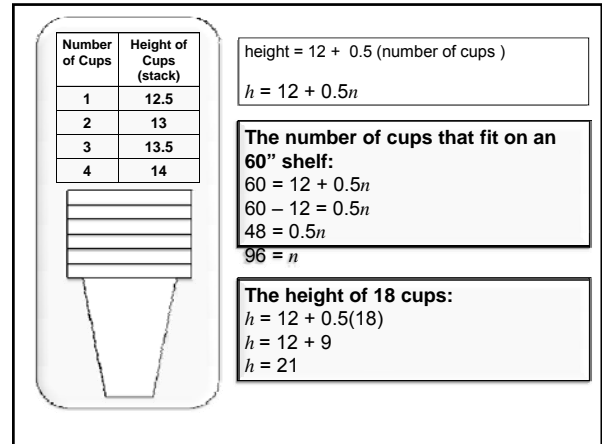 Number of Cups Height of Cups (stack)
1 12.5
2 13
3 13.5
4 14
height = 12 + 0.5 (number of cups )
h = 12 + 0.5n
The number of cups that fit on an
60” shelf:
60 = 12 + 0.5n
60 – 12 = 0.5n
48 = 0.5n
96 = n
The height of 18 cups:
h = 12 + 0.5(18)
h = 12 + 9
h = 21